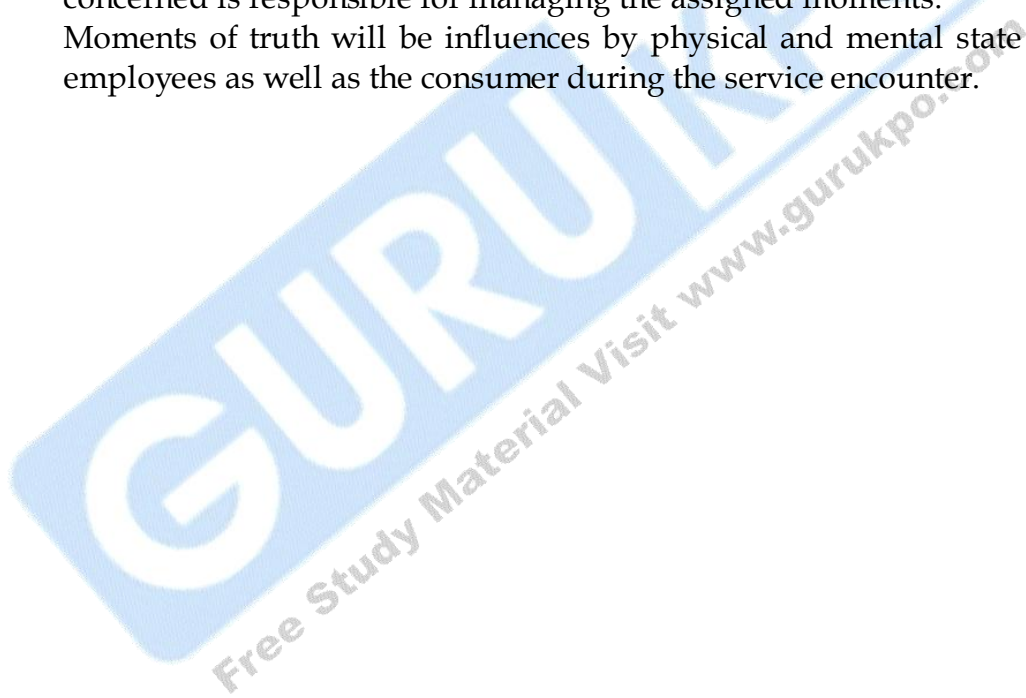 concerned is responsible for managing the assigned moments.
Moments of truth will be influences by physical and mental state
employees as well as the consumer during the service encounter.
GURUKP
Free Study Material Visit www.gurukpo.com